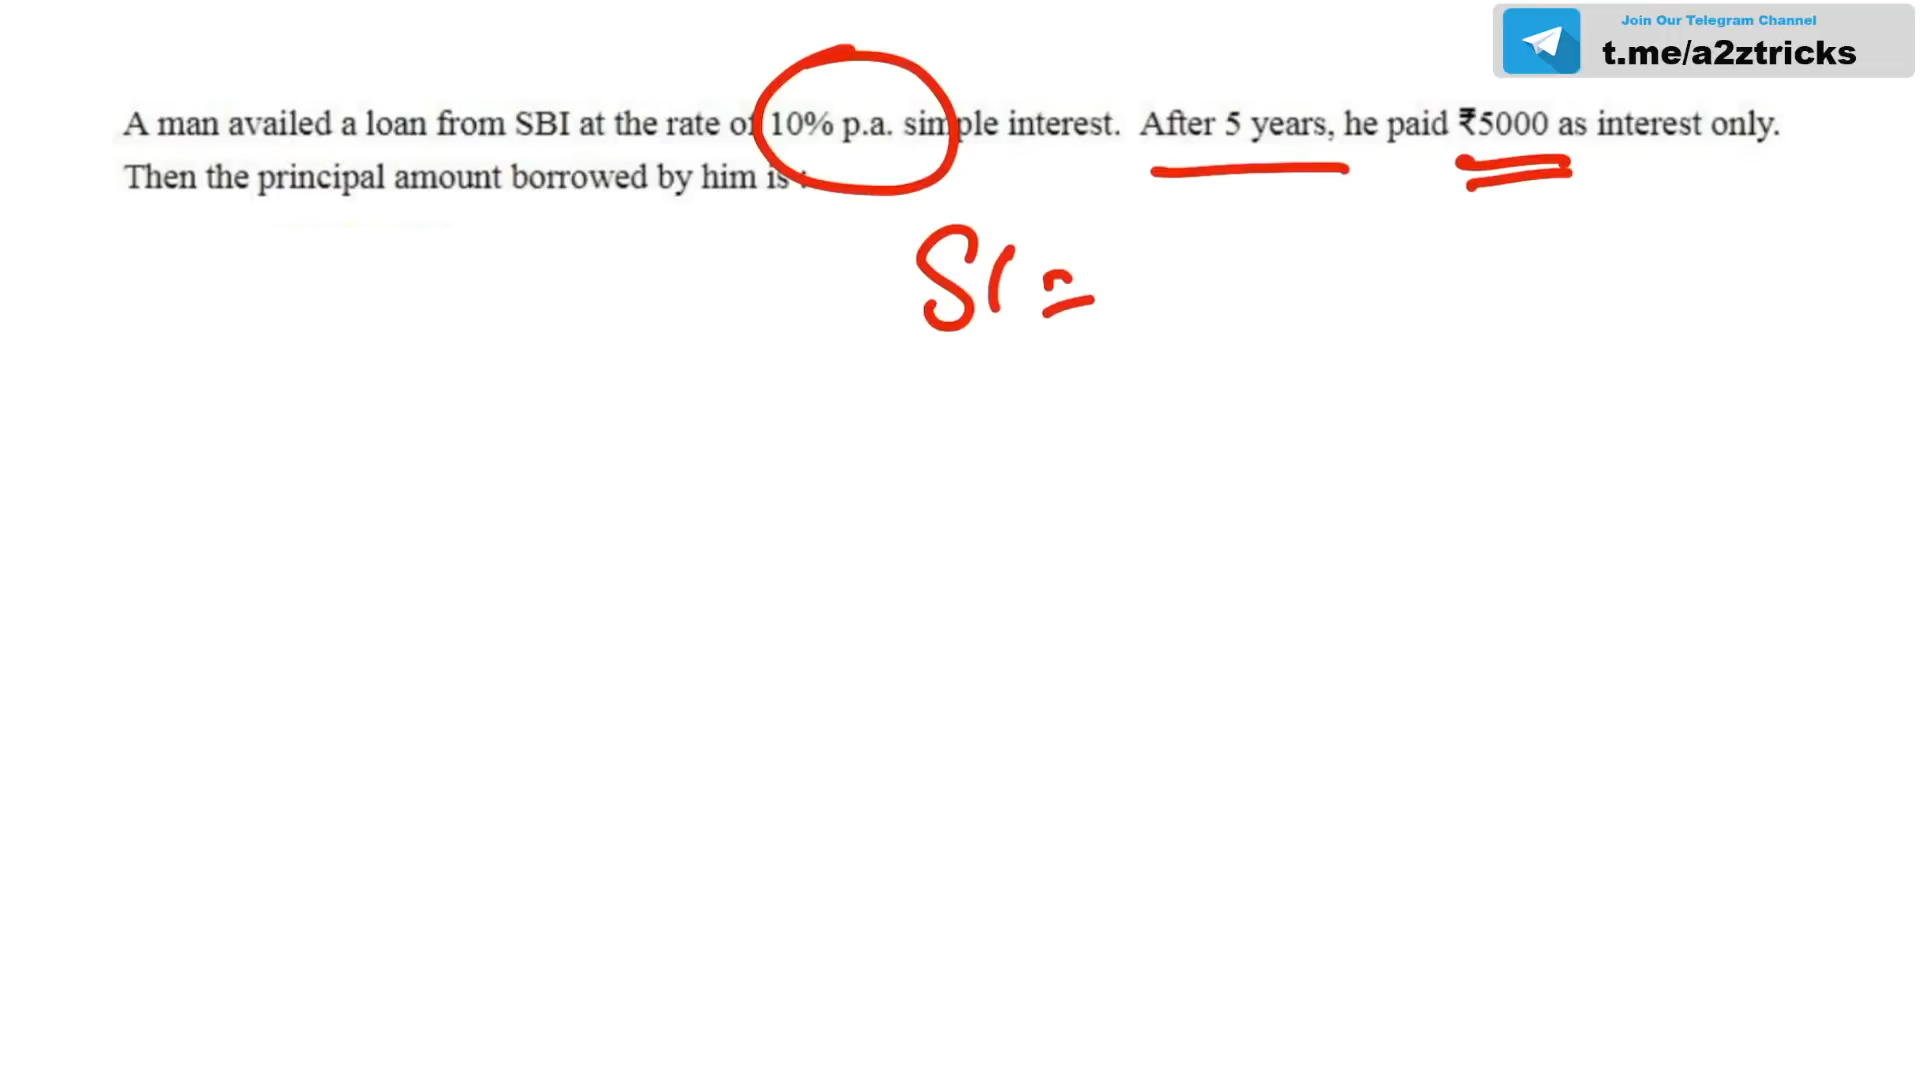 Join Our Telegram Channel
t.me/a2ztricks
A man availed a loan from SBI at the rate of 10% p.a. simple interest. After 5 years, he paid ₹5000 as interest only.
Then the principal amount borrowed by him is :
SI =